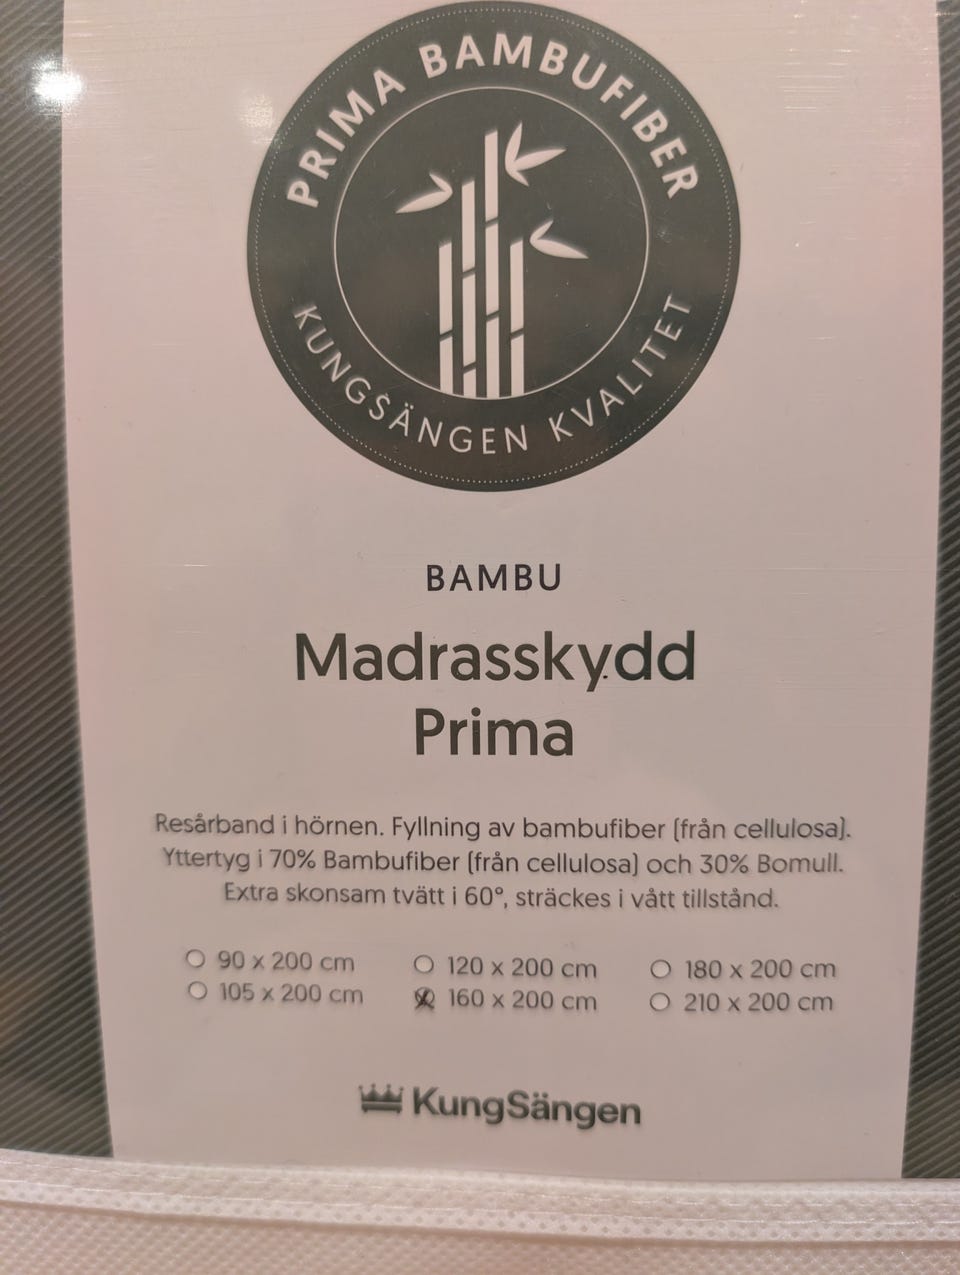 PRIMA BAMBUFIBER
KUNGSÄNGEN KVALITET
BAMBU
Madrasskydd
Prima
Resårband i hörnen. Fyllning av bambufiber (från cellulosa).
Yttertyg i 70% Bambufiber (från cellulosa) och 30% Bomull.
Extra skonsam tvätt i 60°, sträckes i vått tillstånd.
90 x 200 cm 120 x 200 cm 180 x 200 cm
105 x 200 cm 160 x 200 cm 210 x 200 cm
KungSängen